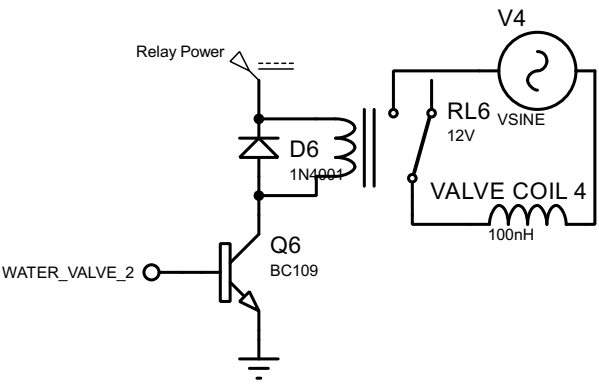 V4
Relay Power
RL6
VSINE
12V
D6
1N4001
VALVE COIL 4
100nH
Q6
BC109
WATER_VALVE_2